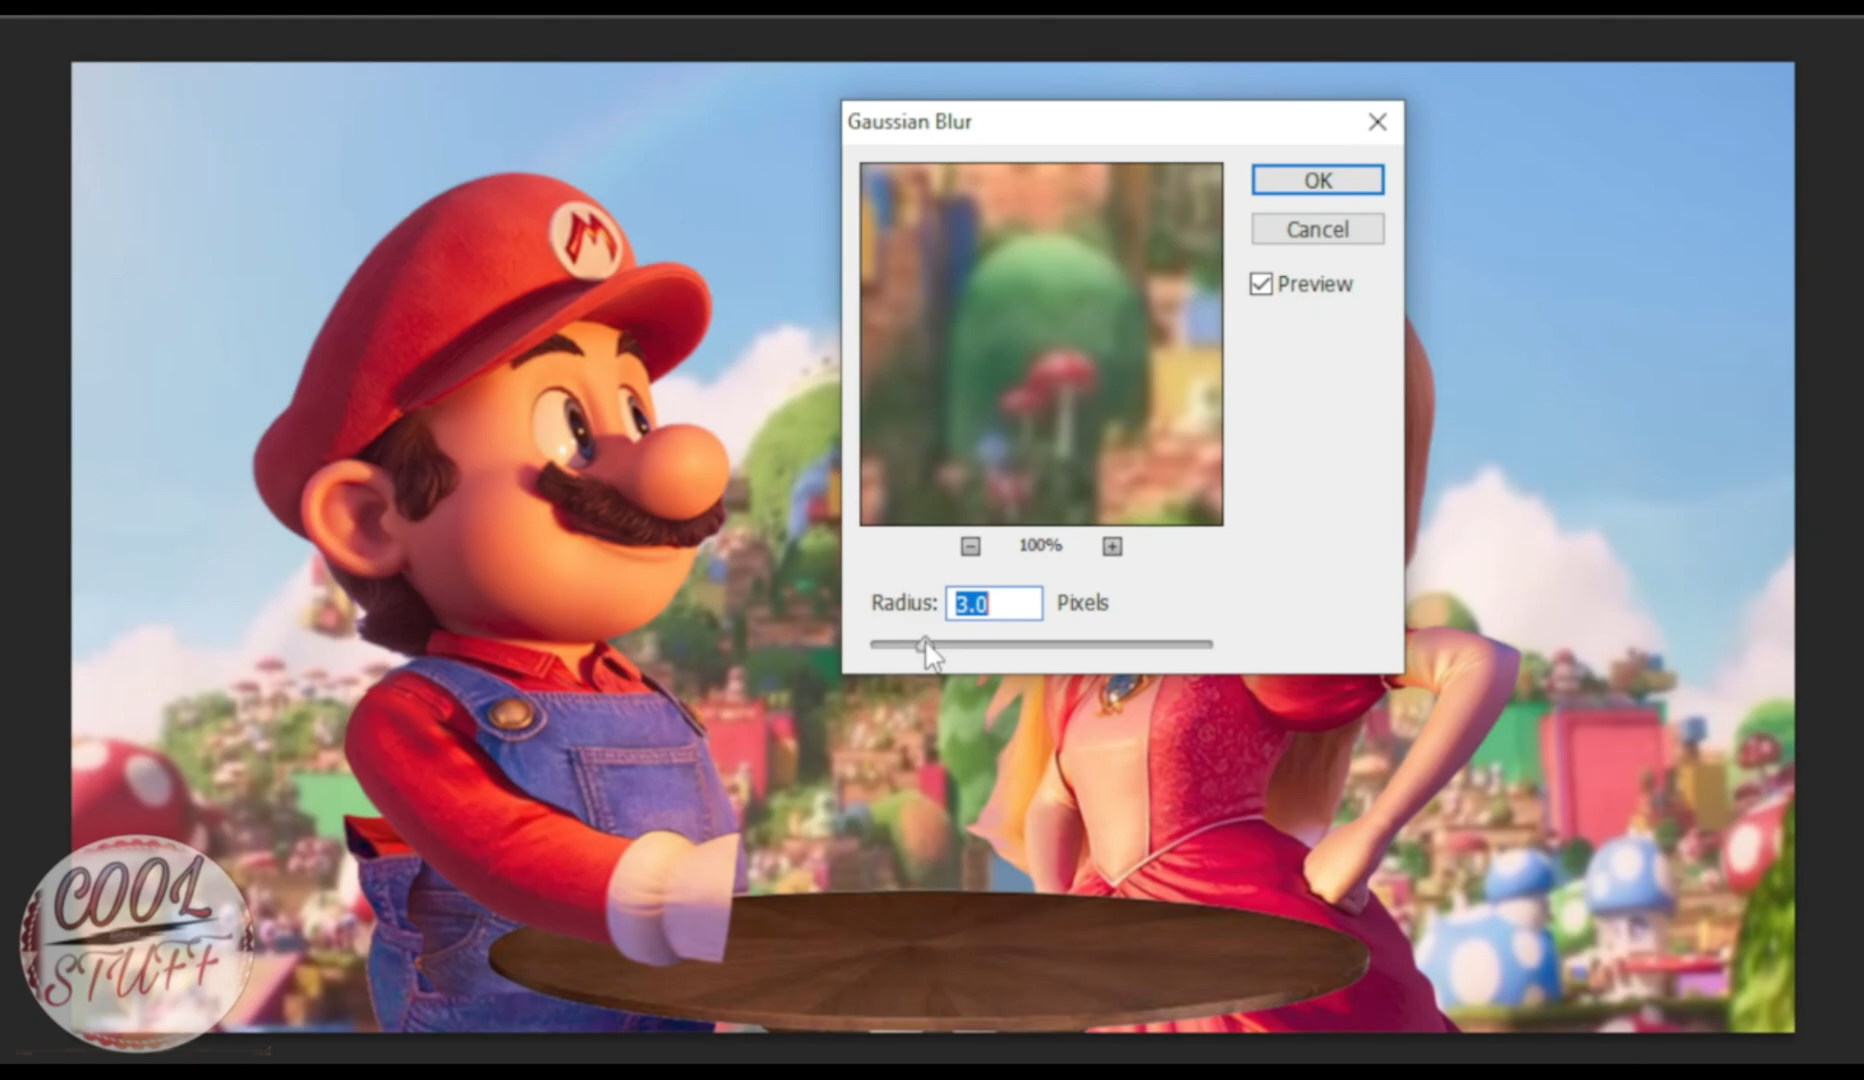 Gaussian Blur
OK
Cancel
Preview
100%
Radius: 3.0 Pixels
M
COOL
STUFF